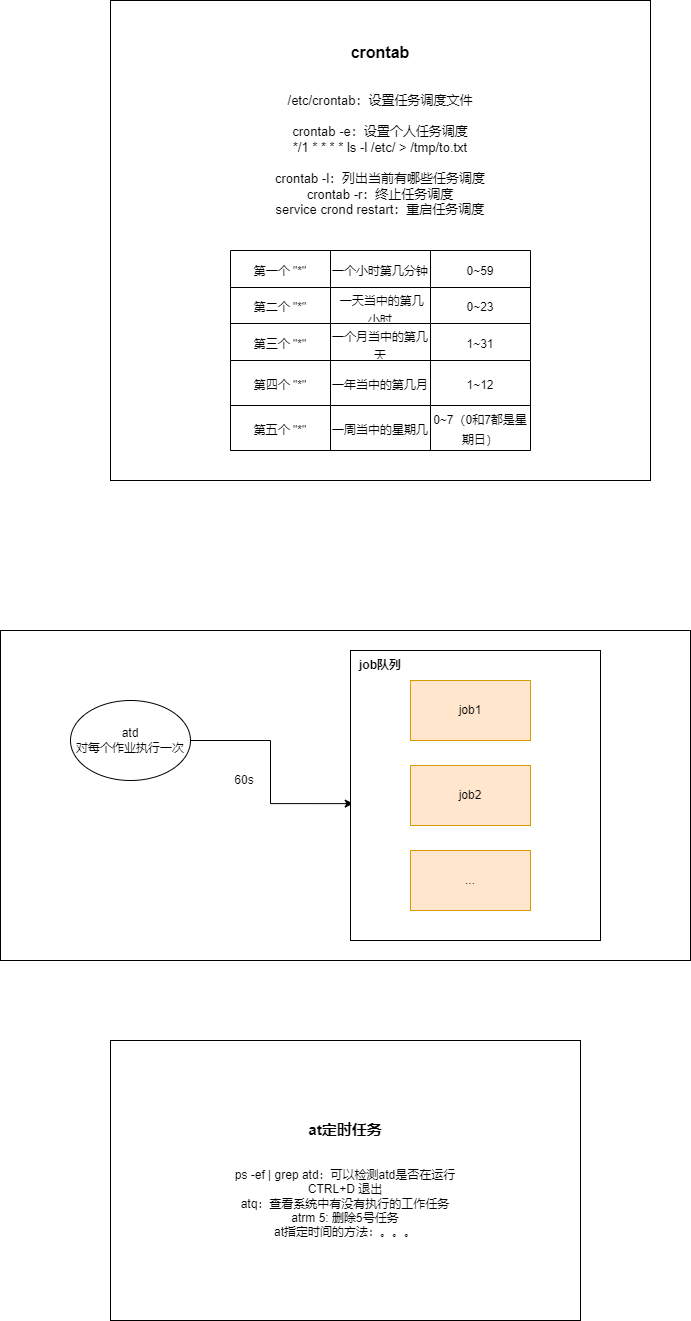 crontab
/etc/crontab：设置任务调度文件
crontab -e：设置个人任务调度
*/1 * * * * ls -l /etc/ > /tmp/to.txt
crontab -l：列出当前有哪些任务调度
crontab -r：终止任务调度
service crond restart：重启任务调度
第一个 "*" 一个小时第几分钟 0~59
第二个 "*" 一天当中的第几
小时 0~23
第三个 "*" 一个月当中的第几
天 1~31
第四个 "*" 一年当中的第几月 1~12
第五个 "*" 一周当中的星期几 0~7（0和7都是星
期日）
job队列
atd
对每个作业执行一次
60s
job1
job2
...
at定时任务
ps -ef | grep atd：可以检测atd是否在运行
CTRL+D 退出
atq：查看系统中有没有执行的工作任务
atrm 5: 删除5号任务
at指定时间的方法：。。。